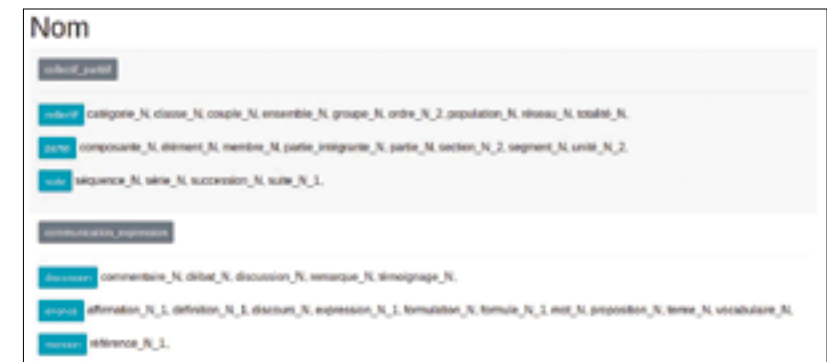 Nom
collectif_partitif
collectif catégorie_N, classe_N, couple_N, ensemble_N, groupe_N, ordre_N_2, population_N, réseau_N, totalité_N,
partie composante_N, élément_N, membre_N, partie_intégrante_N, partie_N, section_N_2, segment_N, unité_N_2,
suite séquence_N, série_N, succession_N, suite_N_1,
communication_expression
discussion commentaire_N, débat_N, discussion_N, remarque_N, témoignage_N,
énoncé affirmation_N_1, définition_N_1, discours_N, expression_N_1, formulation_N, formule_N_1, mot_N, proposition_N, terme_N, vocabulaire_N,
mention référence_N_1,